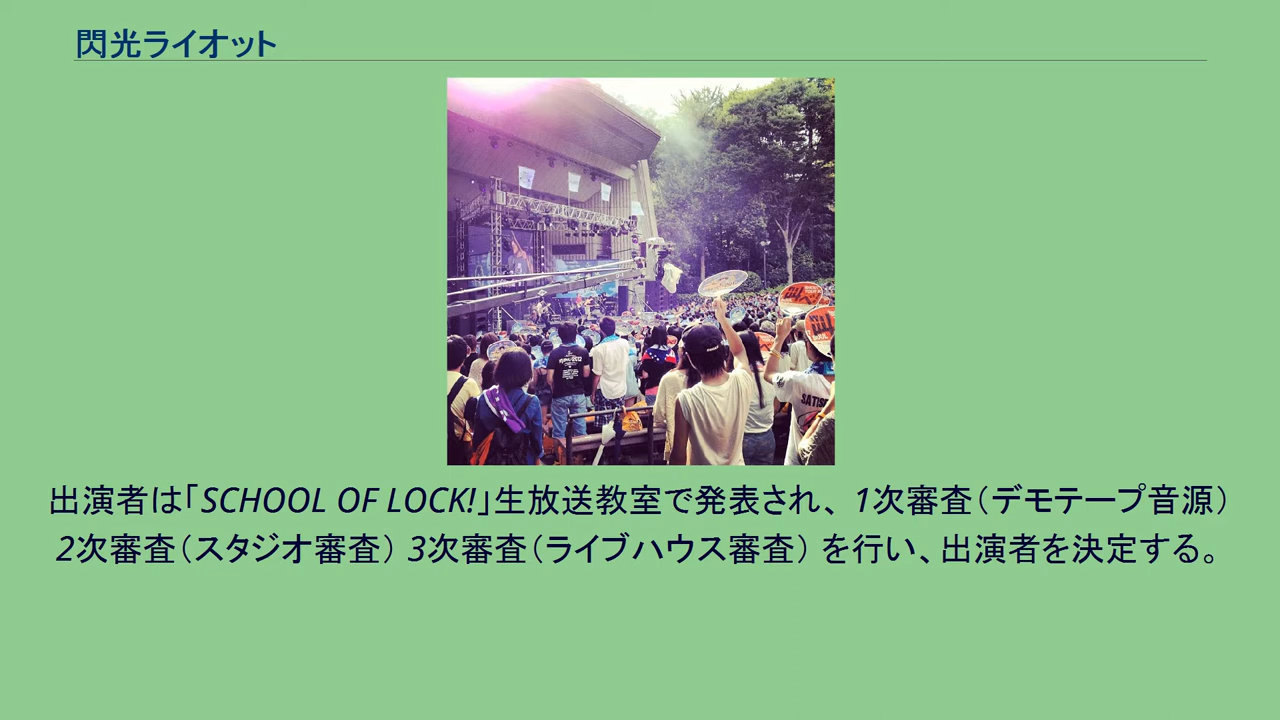 閃光ライオット
叫べ
SATISF
出演者は「SCHOOL OF LOCK!」生放送教室で発表され、 1次審査（デモテープ音源）
2次審査（スタジオ審査） 3次審査（ライブハウス審査） を行い、出演者を決定する。